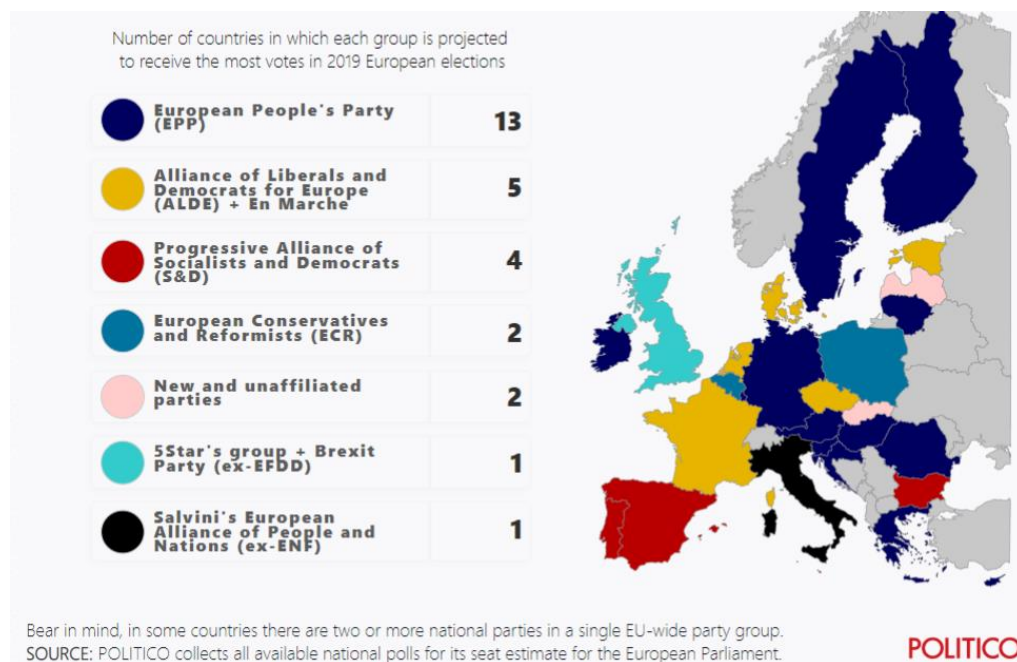 Number of countries in which each group is projected
to receive the most votes in 2019 European elections
European People's Party
(EPP)
13
Alliance of Liberals and
Democrats for Europe
(ALDE) + En Marche
5
Progressive Alliance of
Socialists and Democrats
(S&D)
4
European Conservatives
and Reformists (ECR)
2
New and unaffiliated
parties
2
5Star's group + Brexit
Party (ex-EFDD)
1
Salvini's European
Alliance of People and
Nations (ex-ENF)
1
Bear in mind, in some countries there are two or more national parties in a single EU-wide party group.
SOURCE: POLITICO collects all available national polls for its seat estimate for the European Parliament.
POLITICO